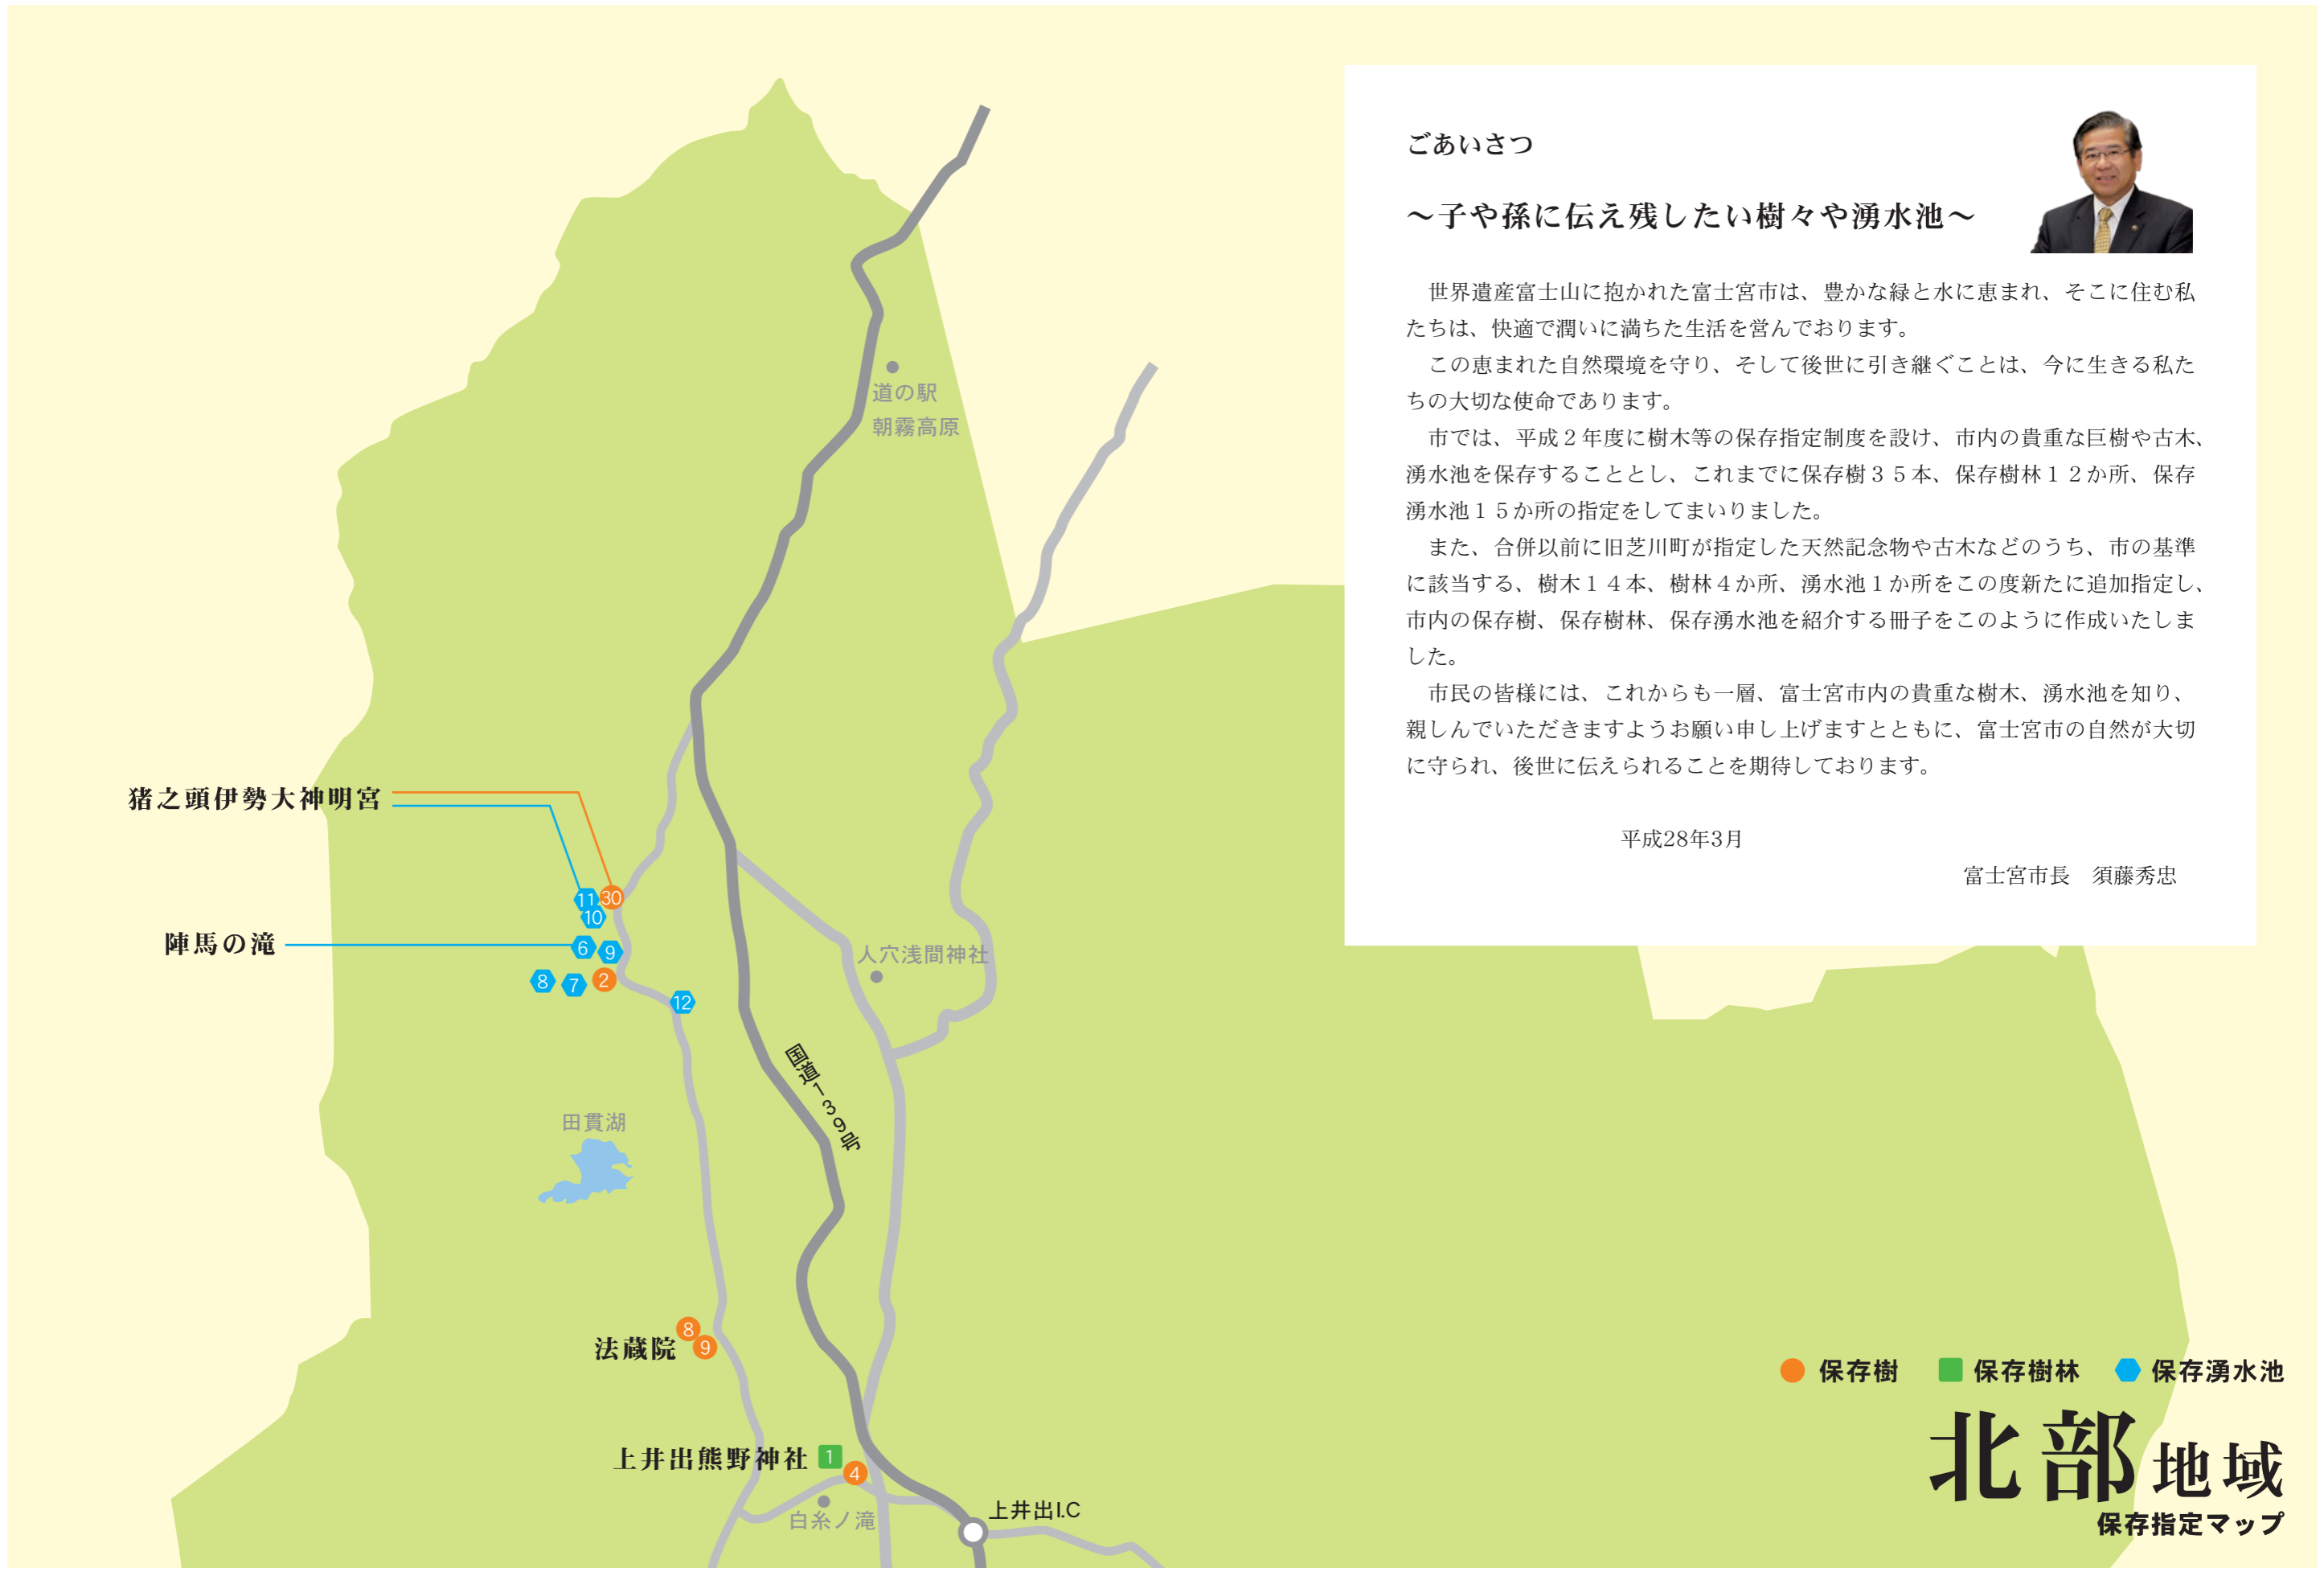 ごあいさつ
～子や孫に伝え残したい樹々や湧水池～
世界遺産富士山に抱かれた富士宮市は、豊かな緑と水に恵まれ、そこに住む私
たちは、快適で潤いに満ちた生活を営んでおります。
この恵まれた自然環境を守り、そして後世に引き継ぐことは、今に生きる私た
ちの大切な使命であります。
市では、平成２年度に樹木等の保存指定制度を設け、市内の貴重な巨樹や古木、
湧水池を保存することとし、これまでに保存樹３５本、保存樹林１２か所、保存
湧水池１５か所の指定をしてまいりました。
また、合併以前に旧芝川町が指定した天然記念物や古木などのうち、市の基準
に該当する、樹木１４本、樹林４か所、湧水池１か所をこの度新たに追加指定し、
市内の保存樹、保存樹林、保存湧水池を紹介する冊子をこのように作成いたしま
した。
市民の皆様には、これからも一層、富士宮市内の貴重な樹木、湧水池を知り、
親しんでいただきますようお願い申し上げますとともに、富士宮市の自然が大切
に守られ、後世に伝えられることを期待しております。
平成28年3月
富士宮市長　須藤秀忠
道の駅
朝霧高原
猪之頭伊勢大神明宮
11
30
10
陣馬の滝
6
9
8
7
2
12
人穴浅間神社
国道139号
田貫湖
法蔵院
8
9
上井出熊野神社
1
4
白糸ノ滝
上井出I.C
保存樹
保存樹林
保存湧水池
北部地域
保存指定マップ